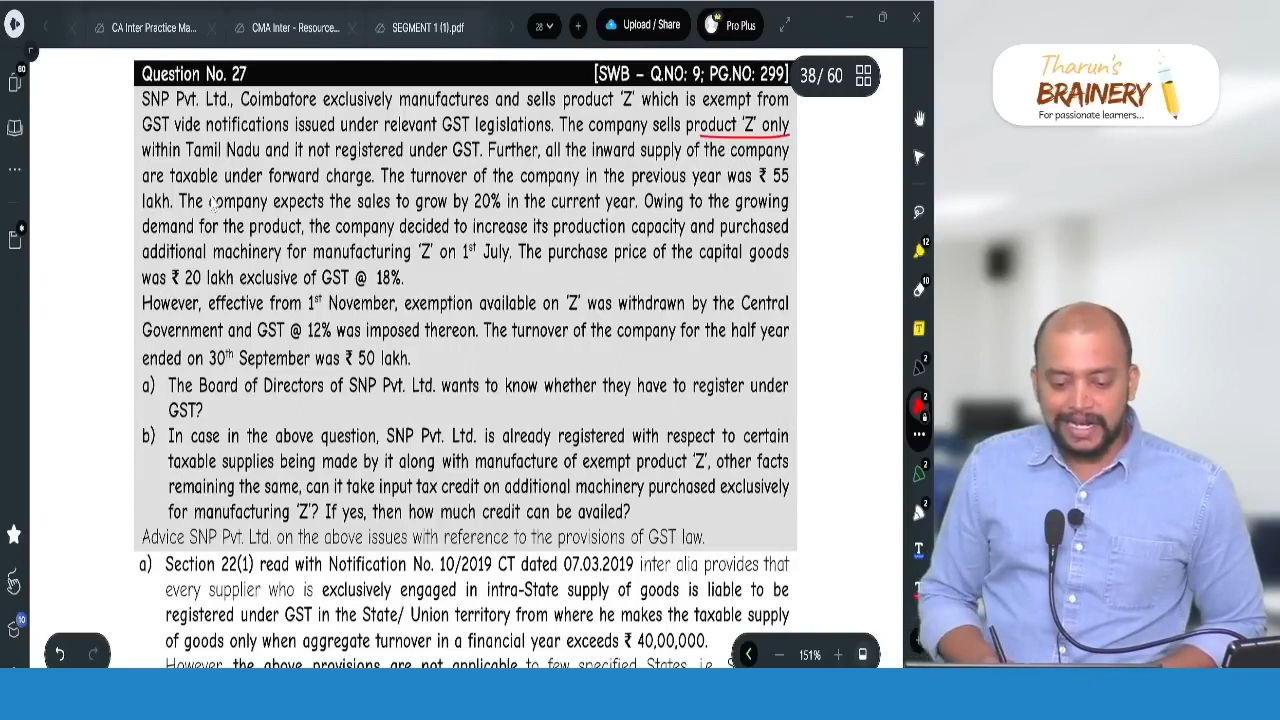 CA Inter Practice Ma...
CMA Inter - Resource...
SEGMENT 1 (1).pdf
28
Upload / Share
Pro Plus
Question No. 27 [SWB – Q.NO: 9; PG.NO: 299]
38/60
SNP Pvt. Ltd., Coimbatore exclusively manufactures and sells product 'Z' which is exempt from
GST vide notifications issued under relevant GST legislations. The company sells product 'Z' only
within Tamil Nadu and it not registered under GST. Further, all the inward supply of the company
are taxable under forward charge. The turnover of the company in the previous year was ₹ 55
lakh. The company expects the sales to grow by 20% in the current year. Owing to the growing
demand for the product, the company decided to increase its production capacity and purchased
additional machinery for manufacturing 'Z' on 1st July. The purchase price of the capital goods
was ₹ 20 lakh exclusive of GST @ 18%.
However, effective from 1st November, exemption available on 'Z' was withdrawn by the Central
Government and GST @ 12% was imposed thereon. The turnover of the company for the half year
ended on 30th September was ₹ 50 lakh.
a) The Board of Directors of SNP Pvt. Ltd. wants to know whether they have to register under
GST?
b) In case in the above question, SNP Pvt. Ltd. is already registered with respect to certain
taxable supplies being made by it along with manufacture of exempt product 'Z', other facts
remaining the same, can it take input tax credit on additional machinery purchased exclusively
for manufacturing 'Z'? If yes, then how much credit can be availed?
Advice SNP Pvt. Ltd. on the above issues with reference to the provisions of GST law.
a) Section 22(1) read with Notification No. 10/2019 CT dated 07.03.2019 inter alia provides that
every supplier who is exclusively engaged in intra-State supply of goods is liable to be
registered under GST in the State/ Union territory from where he makes the taxable supply
of goods only when aggregate turnover in a financial year exceeds ₹ 40,00,000.
However the above provisions are not applicable to few specified States, i.e.
151%
Tharun's
BRAINERY
For passionate learners...